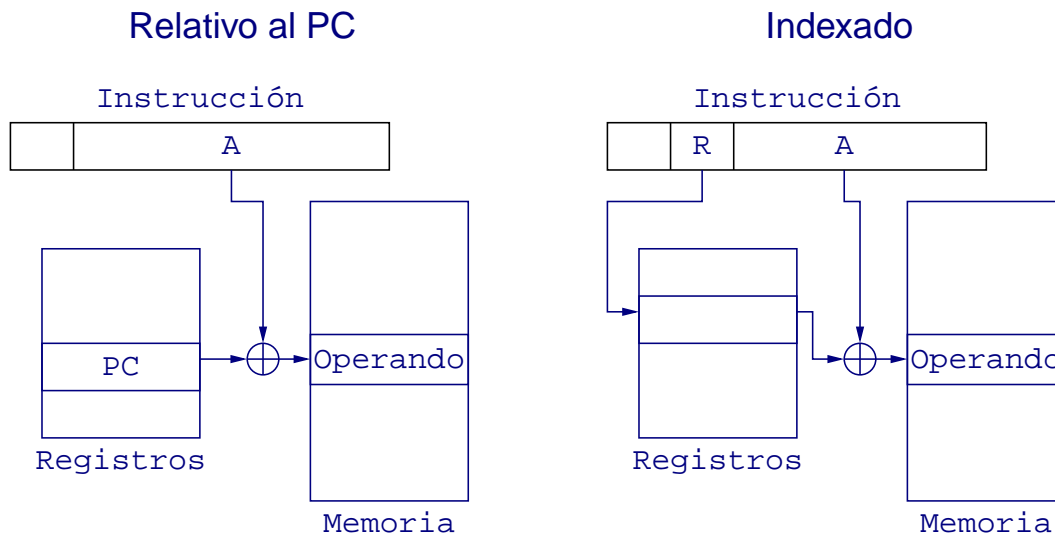 Relativo al PC
Instrucción
A
PC
Operando
Registros
Memoria
Indexado
Instrucción
R
A
Operando
Registros
Memoria